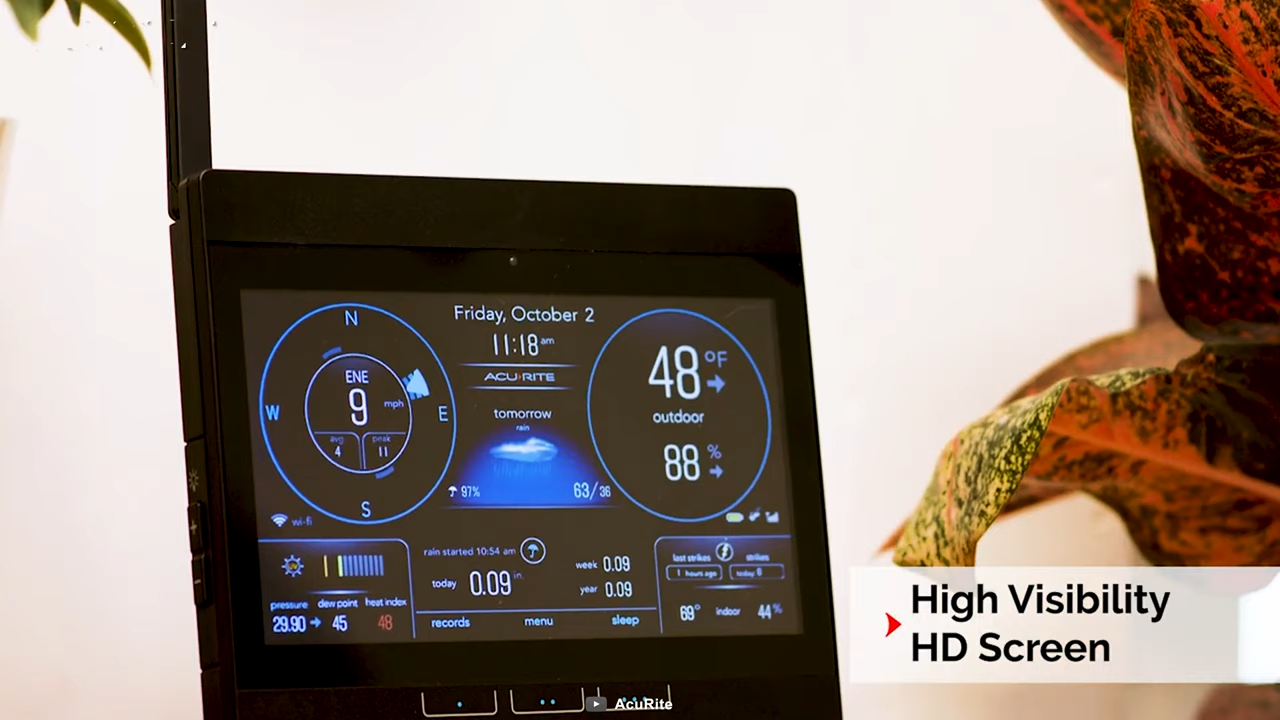 Friday, October 2
11:18 am
ACU RITE
N
W
E
S
ENE
9 mph
avg 4
peak 11
wi-fi
tomorrow
rain
97%
63/36
48 °F
outdoor
88 %
rain started 10:54 am
today 0.09 in.
week 0.09
year 0.09
records menu sleep
pressure dew point heat index
29.90 45 48
last strikes strikes
1 hours ago today
69° indoor 44%
High Visibility
HD Screen
AcuRite